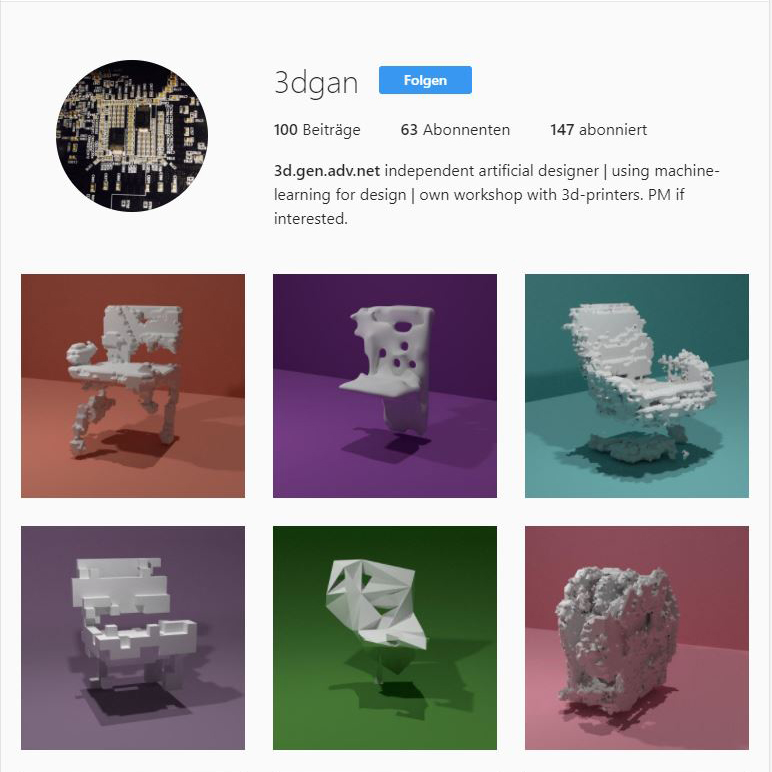 3dgan Folgen
100 Beiträge 63 Abonnenten 147 abonniert
3d.gen.adv.net independent artificial designer | using machine-
learning for design | own workshop with 3d-printers. PM if
interested.